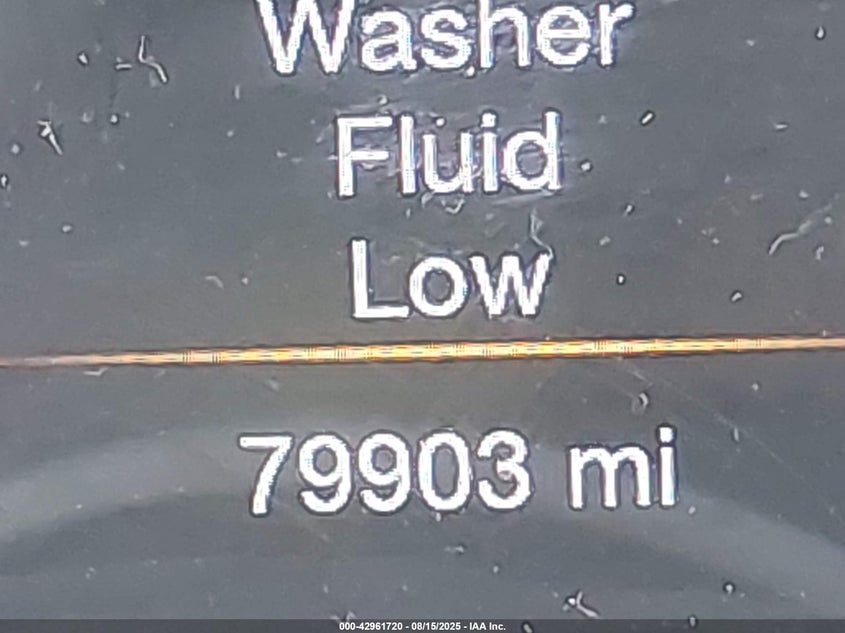 Washer
Fluid
Low
79903 mi
000-42961720 - 08/15/2025 - IAA Inc.